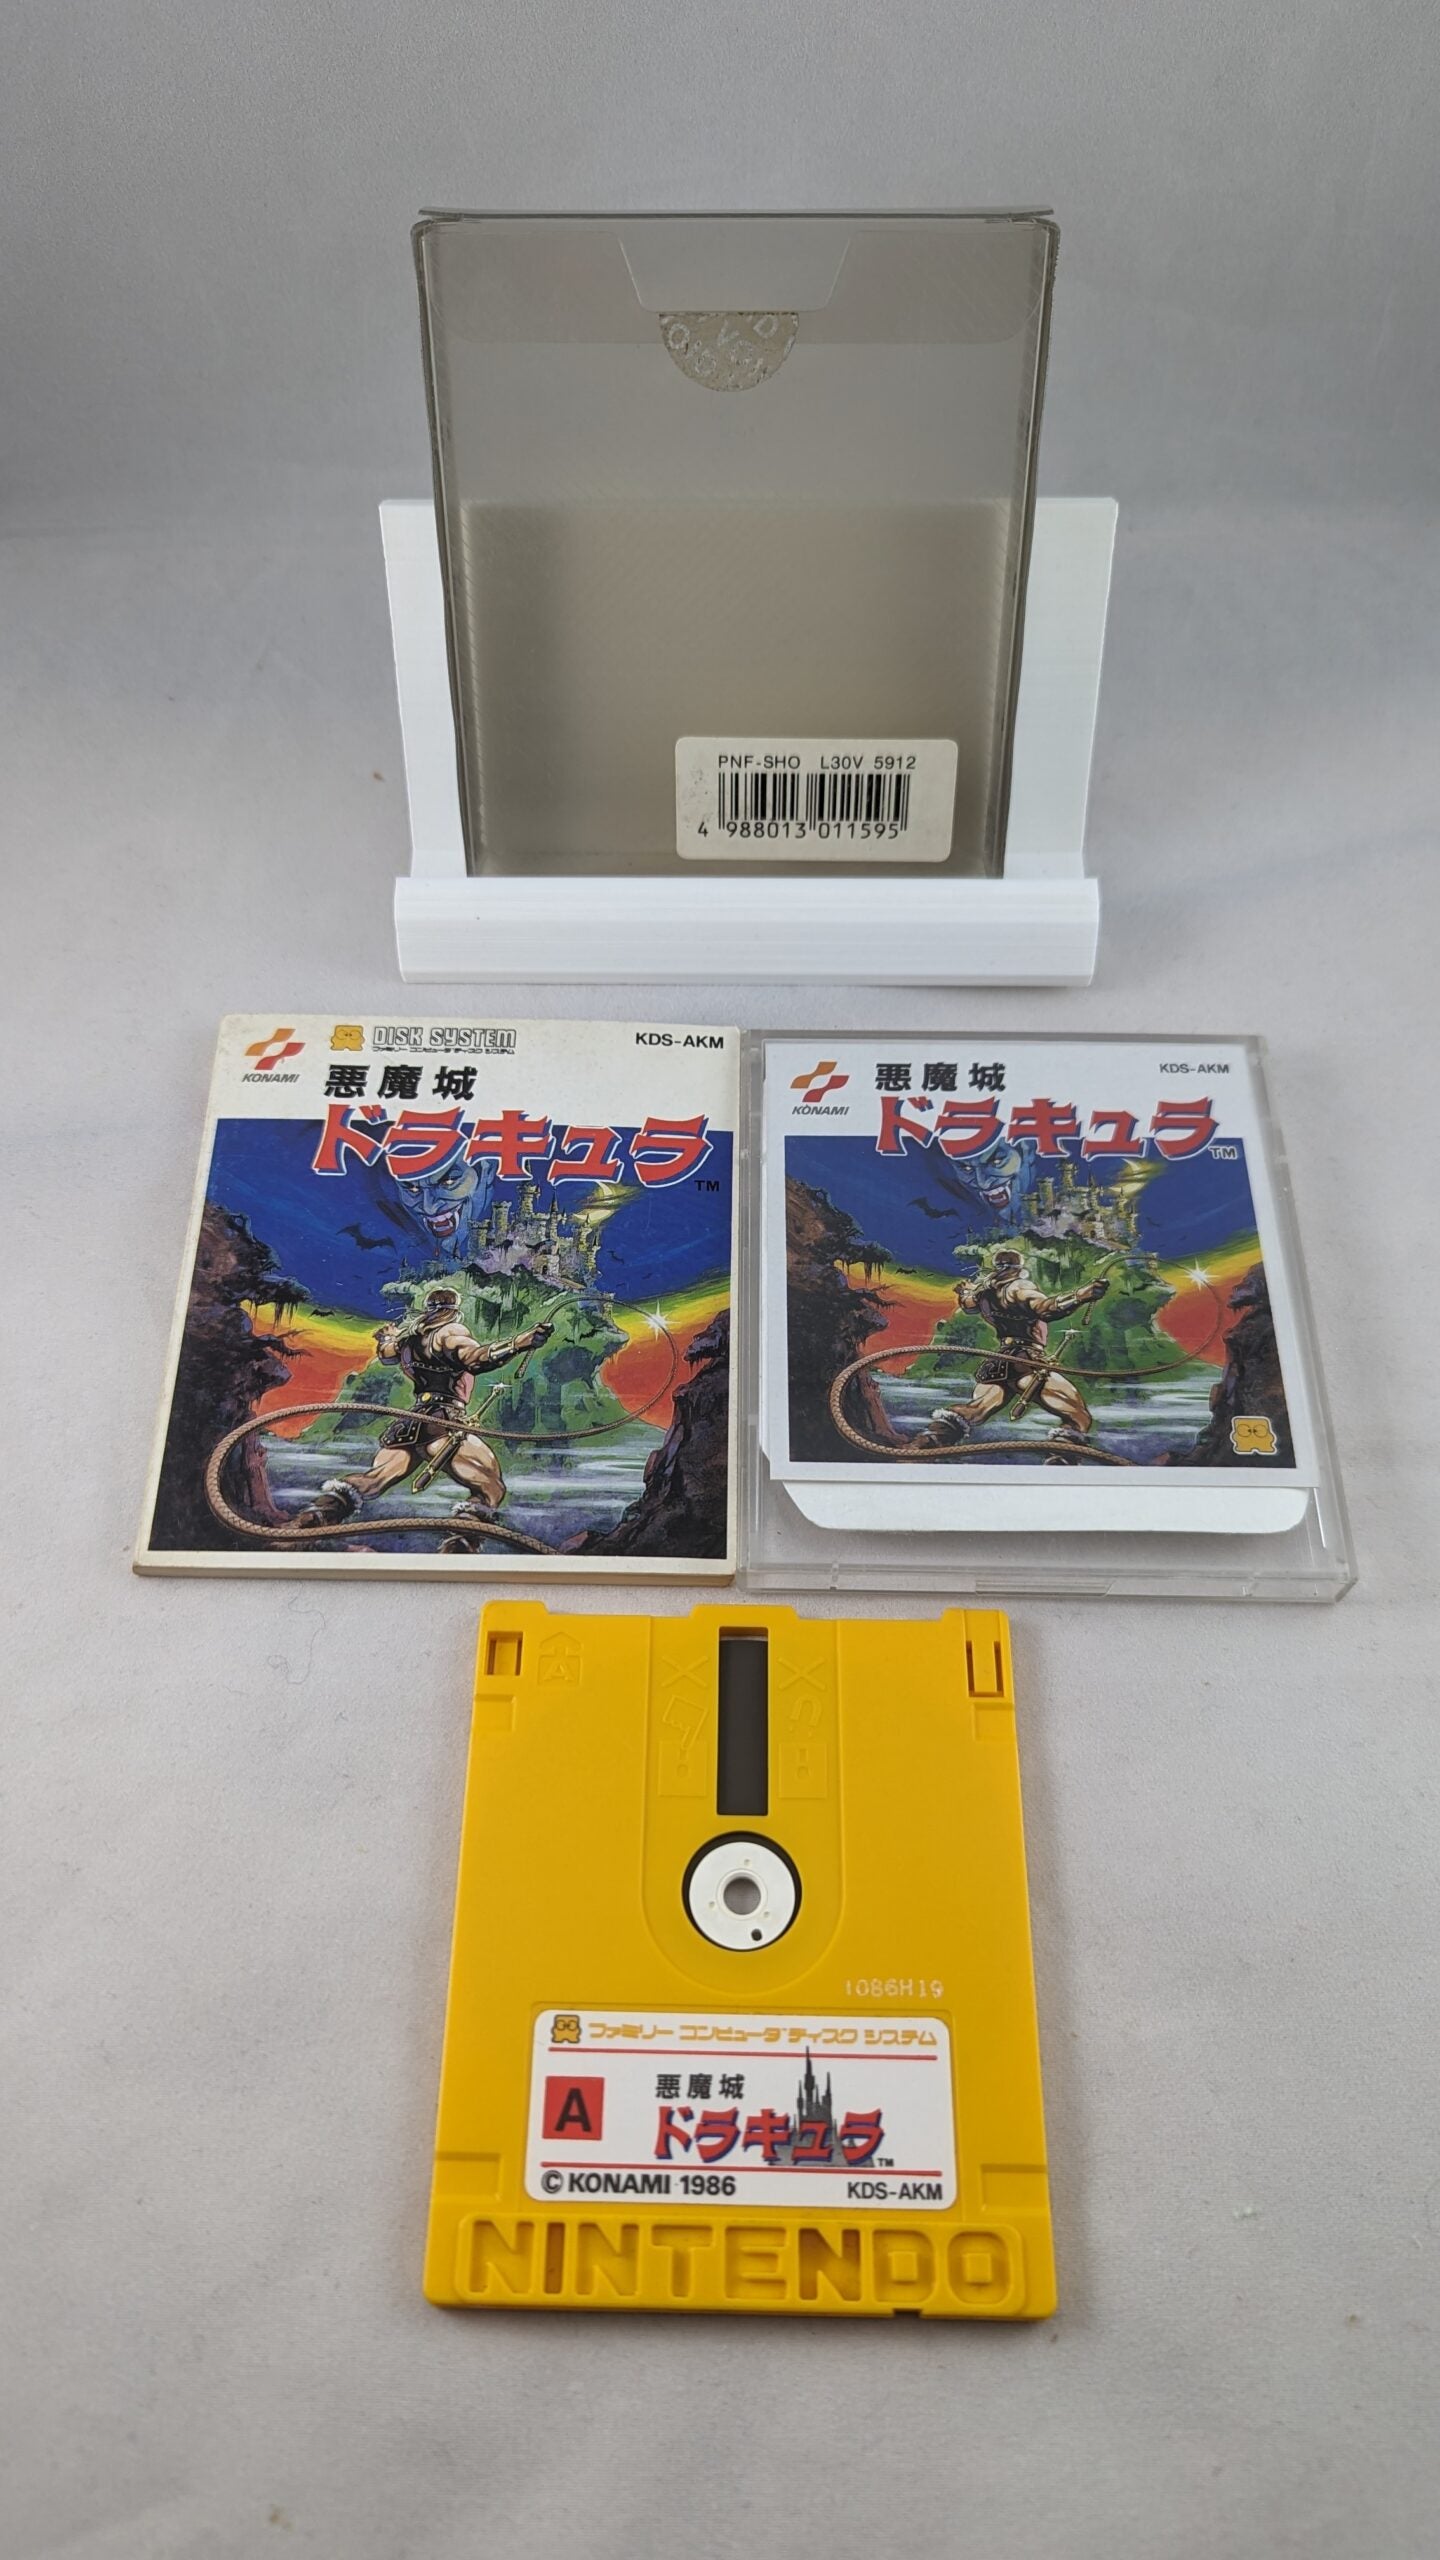 PNF-SHO L30V 5912
4 988013 011595
KONAMI
DISK SYSTEM
ファミリー コンピュータ ディスク システム
KDS-AKM
悪魔城
ドラキュラ
TM
KONAMI
KDS-AKM
悪魔城
ドラキュラ
TM
A
1086H19
ファミリー コンピュータ ディスク システム
A
悪魔城
ドラキュラ
TM
© KONAMI 1986
KDS-AKM
NINTENDO